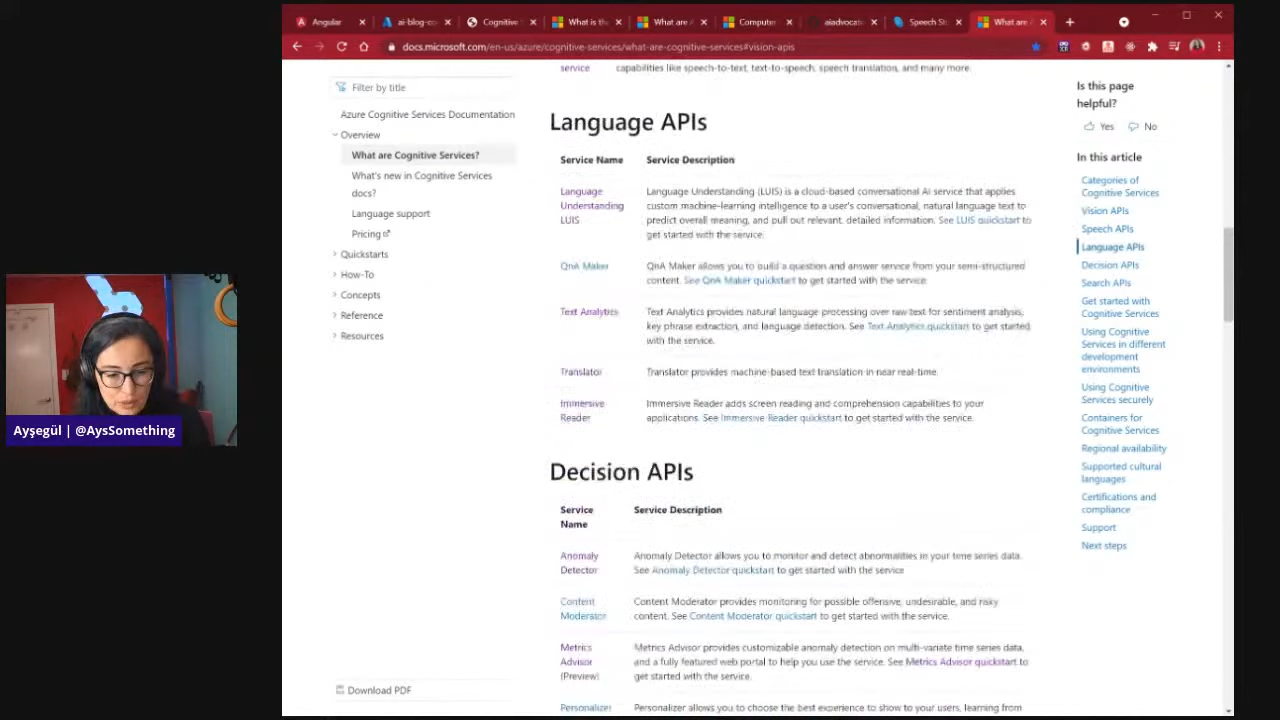 Angular
ai-blog-co
Cognitive S
What is th
What are A
Computer
aiadvocatio
Speech St
What are A
docs.microsoft.com/en-us/azure/cognitive-services/what-are-cognitive-services#vision-apis
Filter by title
Azure Cognitive Services Documentation
Overview
What are Cognitive Services?
What's new in Cognitive Services
docs?
Language support
Pricing
Quickstarts
How-To
Concepts
Reference
Resources
Download PDF
service capabilities like speech-to-text, text-to-speech, speech translation, and many more.
Language APIs
Service Name Service Description
Language
Understanding
LUIS
Language Understanding (LUIS) is a cloud-based conversational AI service that applies
custom machine-learning intelligence to a user's conversational, natural language text to
predict overall meaning, and pull out relevant, detailed information. See LUIS quickstart to
get started with the service.
QnA Maker
QnA Maker allows you to build a question and answer service from your semi-structured
content. See QnA Maker quickstart to get started with the service.
Text Analytics
Text Analytics provides natural language processing over raw text for sentiment analysis,
key phrase extraction, and language detection. See Text Analytics quickstart to get started
with the service.
Translator
Translator provides machine-based text translation in near real-time.
Immersive
Reader
Immersive Reader adds screen reading and comprehension capabilities to your
applications. See Immersive Reader quickstart to get started with the service.
Decision APIs
Service
Name
Service Description
Anomaly
Detector
Anomaly Detector allows you to monitor and detect abnormalities in your time series data.
See Anomaly Detector quickstart to get started with the service
Content
Moderator
Content Moderator provides monitoring for possible offensive, undesirable, and risky
content. See Content Moderator quickstart to get started with the service.
Metrics
Advisor
(Preview)
Metrics Advisor provides customizable anomaly detection on multi-variate time series data,
and a fully featured web portal to help you use the service. See Metrics Advisor quickstart to
get started with the service.
Personalizer
Personalizer allows you to choose the best experience to show to your users, learning from
Is this page
helpful?
Yes No
In this article
Categories of
Cognitive Services
Vision APIs
Speech APIs
Language APIs
Decision APIs
Search APIs
Get started with
Cognitive Services
Using Cognitive
Services in different
development
environments
Using Cognitive
Services securely
Containers for
Cognitive Services
Regional availability
Supported cultural
languages
Certifications and
compliance
Support
Next steps
Ayşegül | @AysSomething